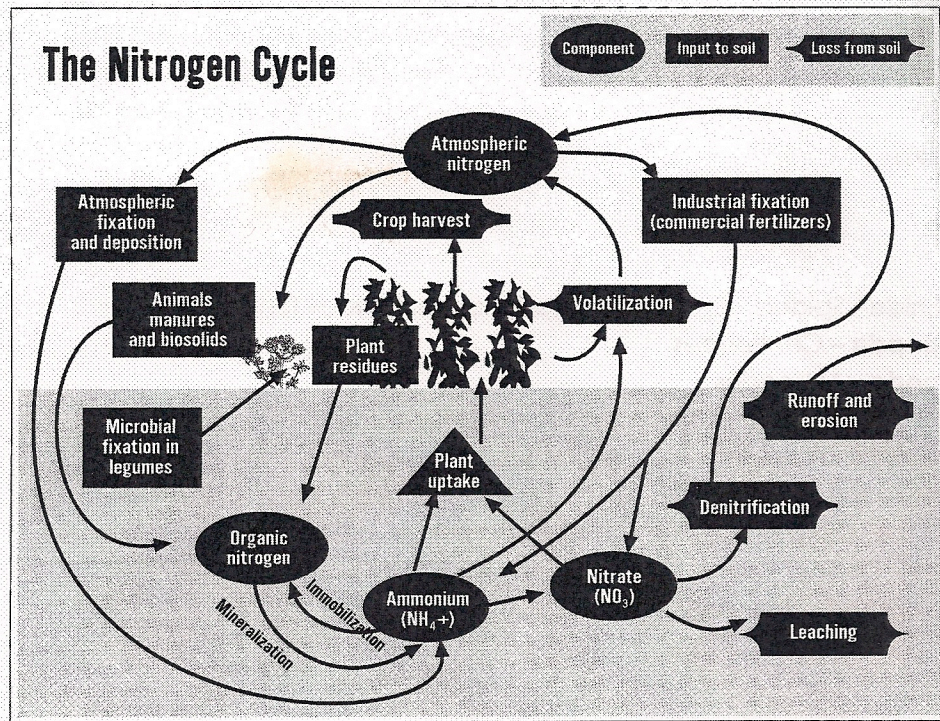 The Nitrogen Cycle
Component
Input to soil
Loss from soil
Atmospheric
nitrogen
Atmospheric
fixation
and deposition
Industrial fixation
(commercial fertilizers)
Crop harvest
Animals
manures
and biosolids
Volatilization
Plant
residues
Runoff and
erosion
Microbial
fixation in
legumes
Plant
uptake
Denitrification
Organic
nitrogen
Nitrate
(NO3)
Ammonium
(NH4+)
Immobilization
Mineralization
Leaching